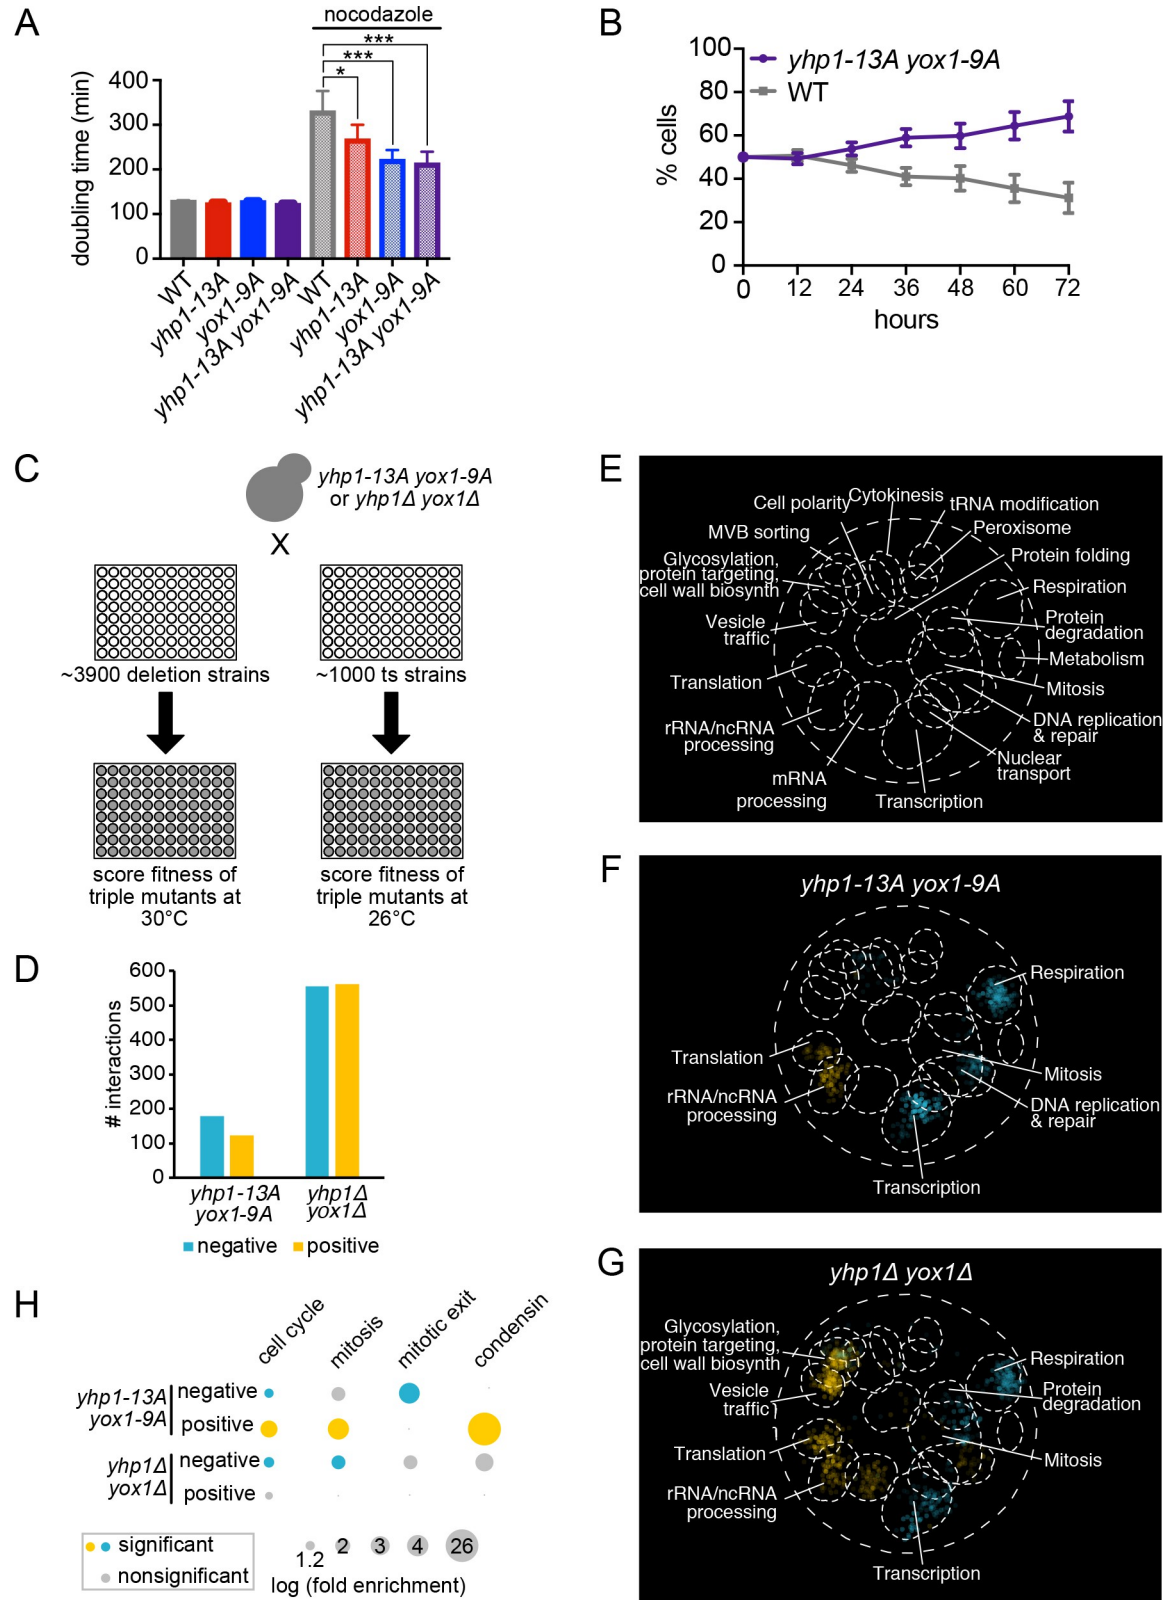 A
nocodazole
***
***
*
doubling time (min)
400
300
200
100
0
WT
yhp1-13A
yox1-9A
yhp1-13A yox1-9A
WT
yhp1-13A
yox1-9A
yhp1-13A yox1-9A
B
% cells
100
80
60
40
20
0
yhp1-13A yox1-9A
WT
0 12 24 36 48 60 72
hours
C
yhp1-13A yox1-9A
or yhp1Δ yox1Δ
X
~3900 deletion strains
~1000 ts strains
score fitness of
triple mutants at
30°C
score fitness of
triple mutants at
26°C
D
# interactions
600
500
400
300
200
100
0
yhp1-13A
yox1-9A
yhp1Δ
yox1Δ
negative positive
E
Cell polarity
Cytokinesis
tRNA modification
MVB sorting
Peroxisome
Glycosylation,
protein targeting,
cell wall biosynth
Protein folding
Respiration
Vesicle
traffic
Protein
degradation
Metabolism
Translation
Mitosis
rRNA/ncRNA
processing
DNA replication
& repair
Nuclear
transport
mRNA
processing
Transcription
F
yhp1-13A yox1-9A
Respiration
Translation
Mitosis
rRNA/ncRNA
processing
DNA replication
& repair
Transcription
G
yhp1Δ yox1Δ
Glycosylation,
protein targeting,
cell wall biosynth
Respiration
Vesicle
traffic
Protein
degradation
Translation
Mitosis
rRNA/ncRNA
processing
Transcription
H
cell cycle
mitosis
mitotic exit
condensin
yhp1-13A
yox1-9A
negative
positive
yhp1Δ
yox1Δ
negative
positive
significant
nonsignificant
1.2 2 3 4 26
log (fold enrichment)